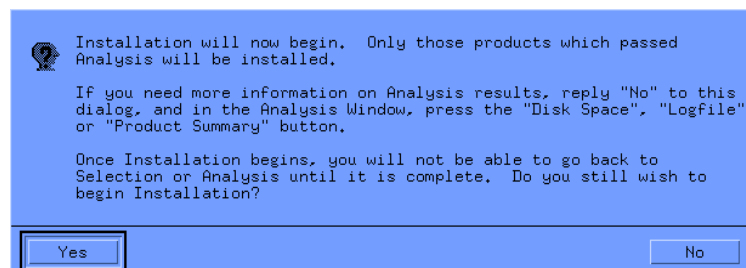 Installation will now begin.  Only those products which passed
Analysis will be installed.
If you need more information on Analysis results, reply "No" to this
dialog, and in the Analysis Window, press the "Disk Space", "Logfile"
or "Product Summary" button.
Once Installation begins, you will not be able to go back to
Selection or Analysis until it is complete.  Do you still wish to
begin Installation?
Yes
No